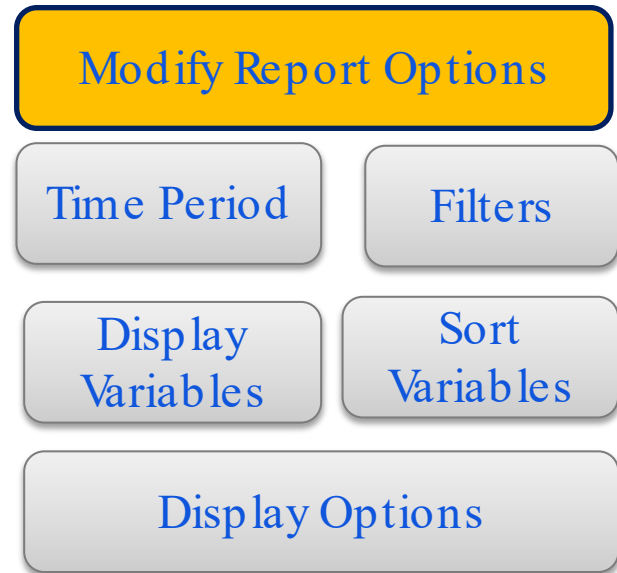 Modify Report Options
Time Period
Filters
Display
Variables
Sort
Variables
Display Options